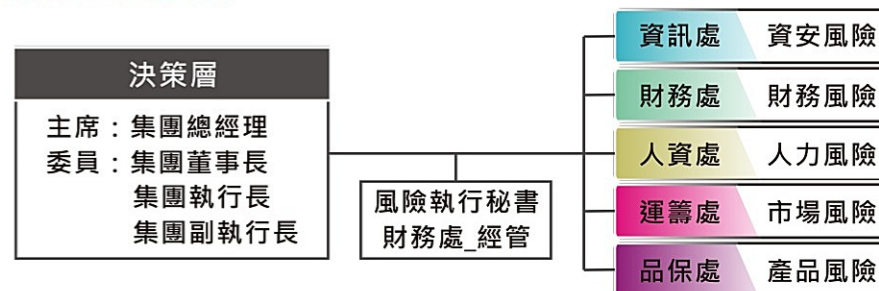 決策層
主席：集團總經理
委員：集團董事長
集團執行長
集團副執行長
風險執行秘書
財務處_經管
資訊處 資安風險
財務處 財務風險
人資處 人力風險
運籌處 市場風險
品保處 產品風險